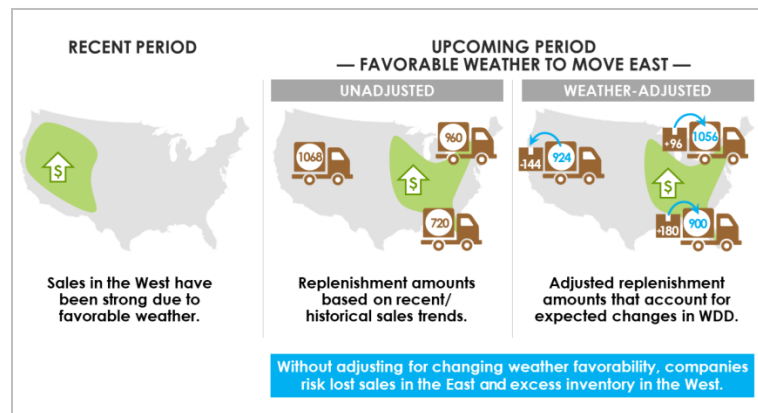 RECENT PERIOD
UPCOMING PERIOD
— FAVORABLE WEATHER TO MOVE EAST —
UNADJUSTED
WEATHER-ADJUSTED
$
1068
960
$
720
-144
924
+96
1056
$
+180
900
Sales in the West have
been strong due to
favorable weather.
Replenishment amounts
based on recent/
historical sales trends.
Adjusted replenishment
amounts that account for
expected changes in WDD.
Without adjusting for changing weather favorability, companies
risk lost sales in the East and excess inventory in the West.